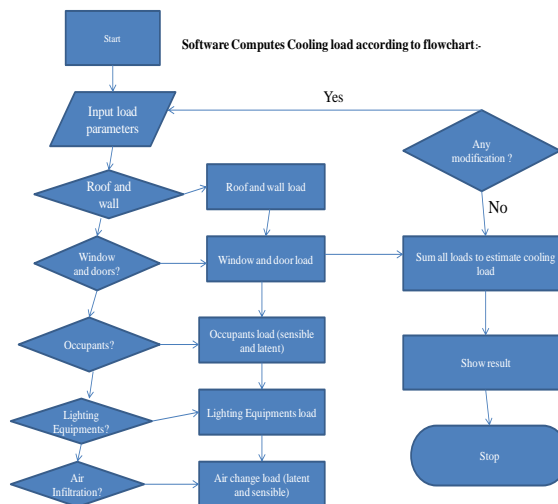 Start
Software Computes Cooling load according to flowchart:-
Yes
Input load
parameters
Any
modification ?
Roof and
wall
Roof and wall load
No
Window
and doors?
Window and door load
Sum all loads to estimate cooling
load
Occupants?
Occupants load (sensible
and latent)
Show result
Lighting
Equipments?
Lighting Equipments load
Stop
Air
Infiltration?
Air change load (latent
and sensible)